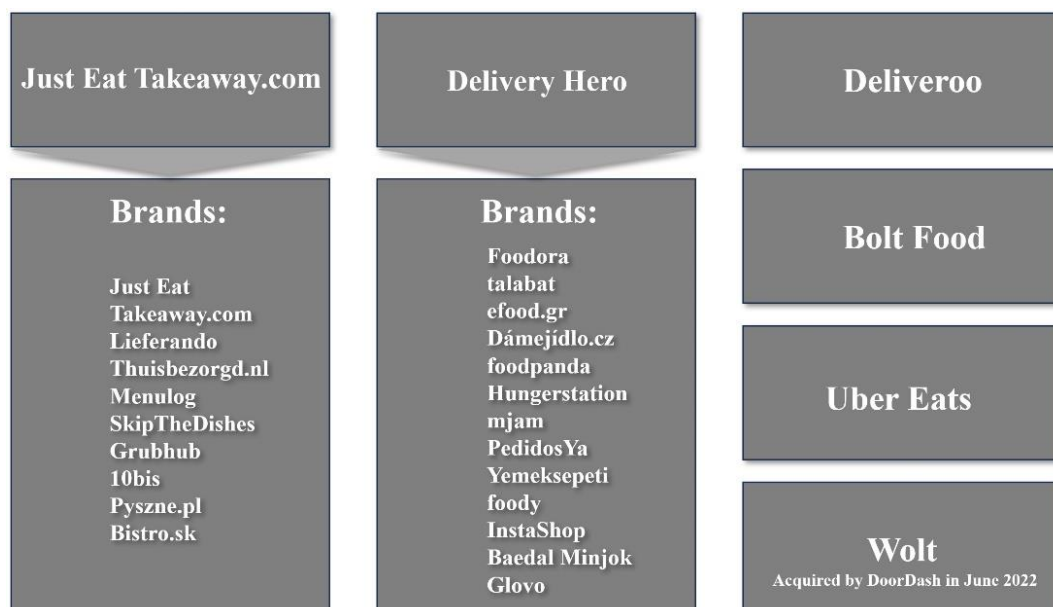 Just Eat Takeaway.com
Brands:
Just Eat
Takeaway.com
Lieferando
Thuisbezorgd.nl
Menulog
SkipTheDishes
Grubhub
10bis
Pyszne.pl
Bistro.sk
Delivery Hero
Brands:
Foodora
talabat
efood.gr
Dámejídlo.cz
foodpanda
Hungerstation
mjam
PedidosYa
Yemeksepeti
foody
InstaShop
Baedal Minjok
Glovo
Deliveroo
Bolt Food
Uber Eats
Wolt
Acquired by DoorDash in June 2022